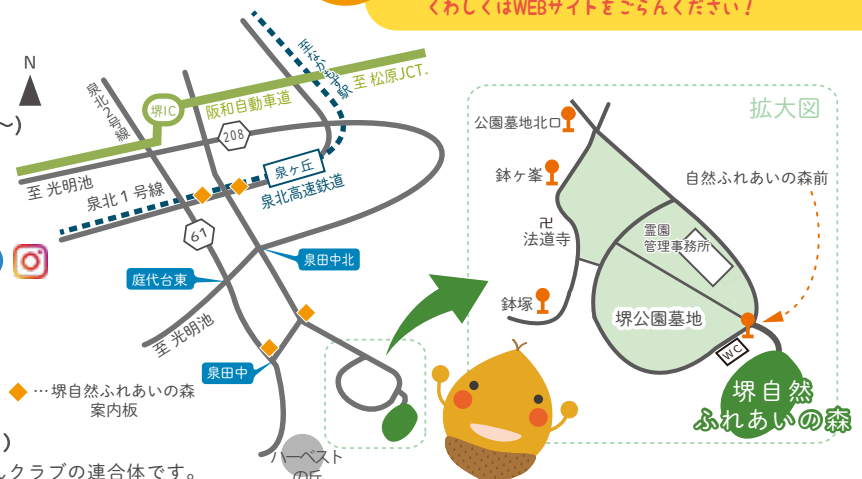 くわしくはWEBサイトをごらんください！
N
泉北2号線
堺IC
阪和自動車道
至なかもず駅
至 松原JCT.
208
～)
至 光明池
泉北1号線
泉ヶ丘
泉北高速鉄道
61
泉田中北
庭代台東
至 光明池
泉田中
…堺自然ふれあいの森
案内板
)
ハーベスト
の丘
クラブの連合体です。
拡大図
公園墓地北口
鉢ヶ峯
自然ふれあいの森前
卍
法道寺
霊園
管理事務所
鉢塚
堺公園墓地
WC
堺自然
ふれあいの森